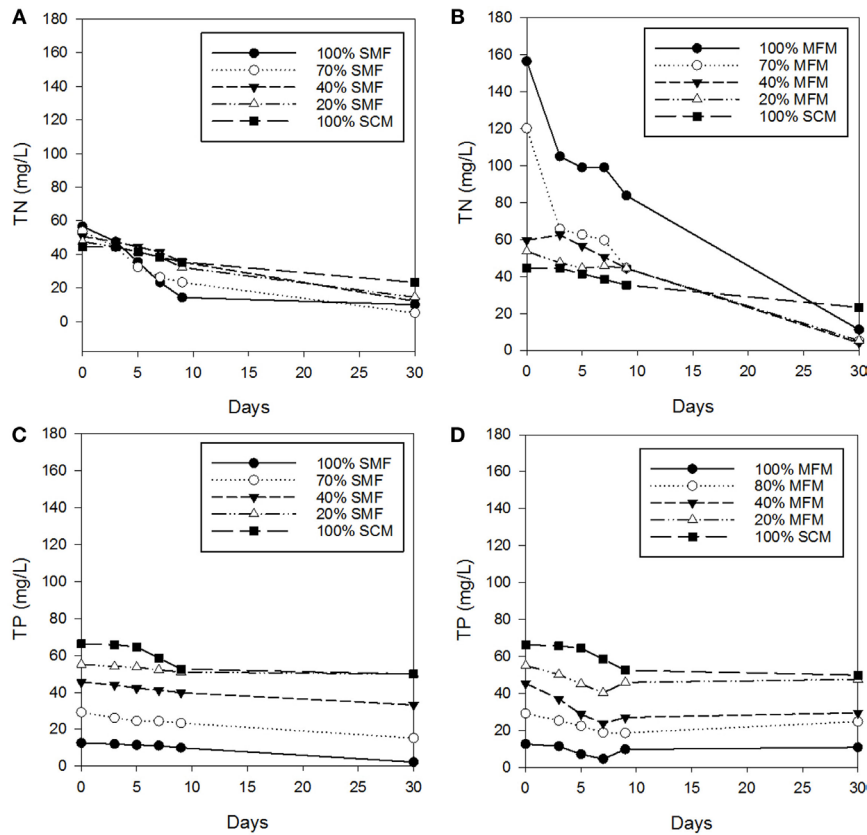 A
180
160
140
120
100
80
60
40
20
0
TN (mg/L)
100% SMF
70% SMF
40% SMF
20% SMF
100% SCM
0 5 10 15 20 25 30
Days
B
180
160
140
120
100
80
60
40
20
0
TN (mg/L)
100% MFM
70% MFM
40% MFM
20% MFM
100% SCM
0 5 10 15 20 25 30
Days
C
180
160
140
120
100
80
60
40
20
0
TP (mg/L)
100% SMF
70% SMF
40% SMF
20% SMF
100% SCM
0 5 10 15 20 25 30
Days
D
180
160
140
120
100
80
60
40
20
0
TP (mg/L)
100% MFM
80% MFM
40% MFM
20% MFM
100% SCM
0 5 10 15 20 25 30
Days